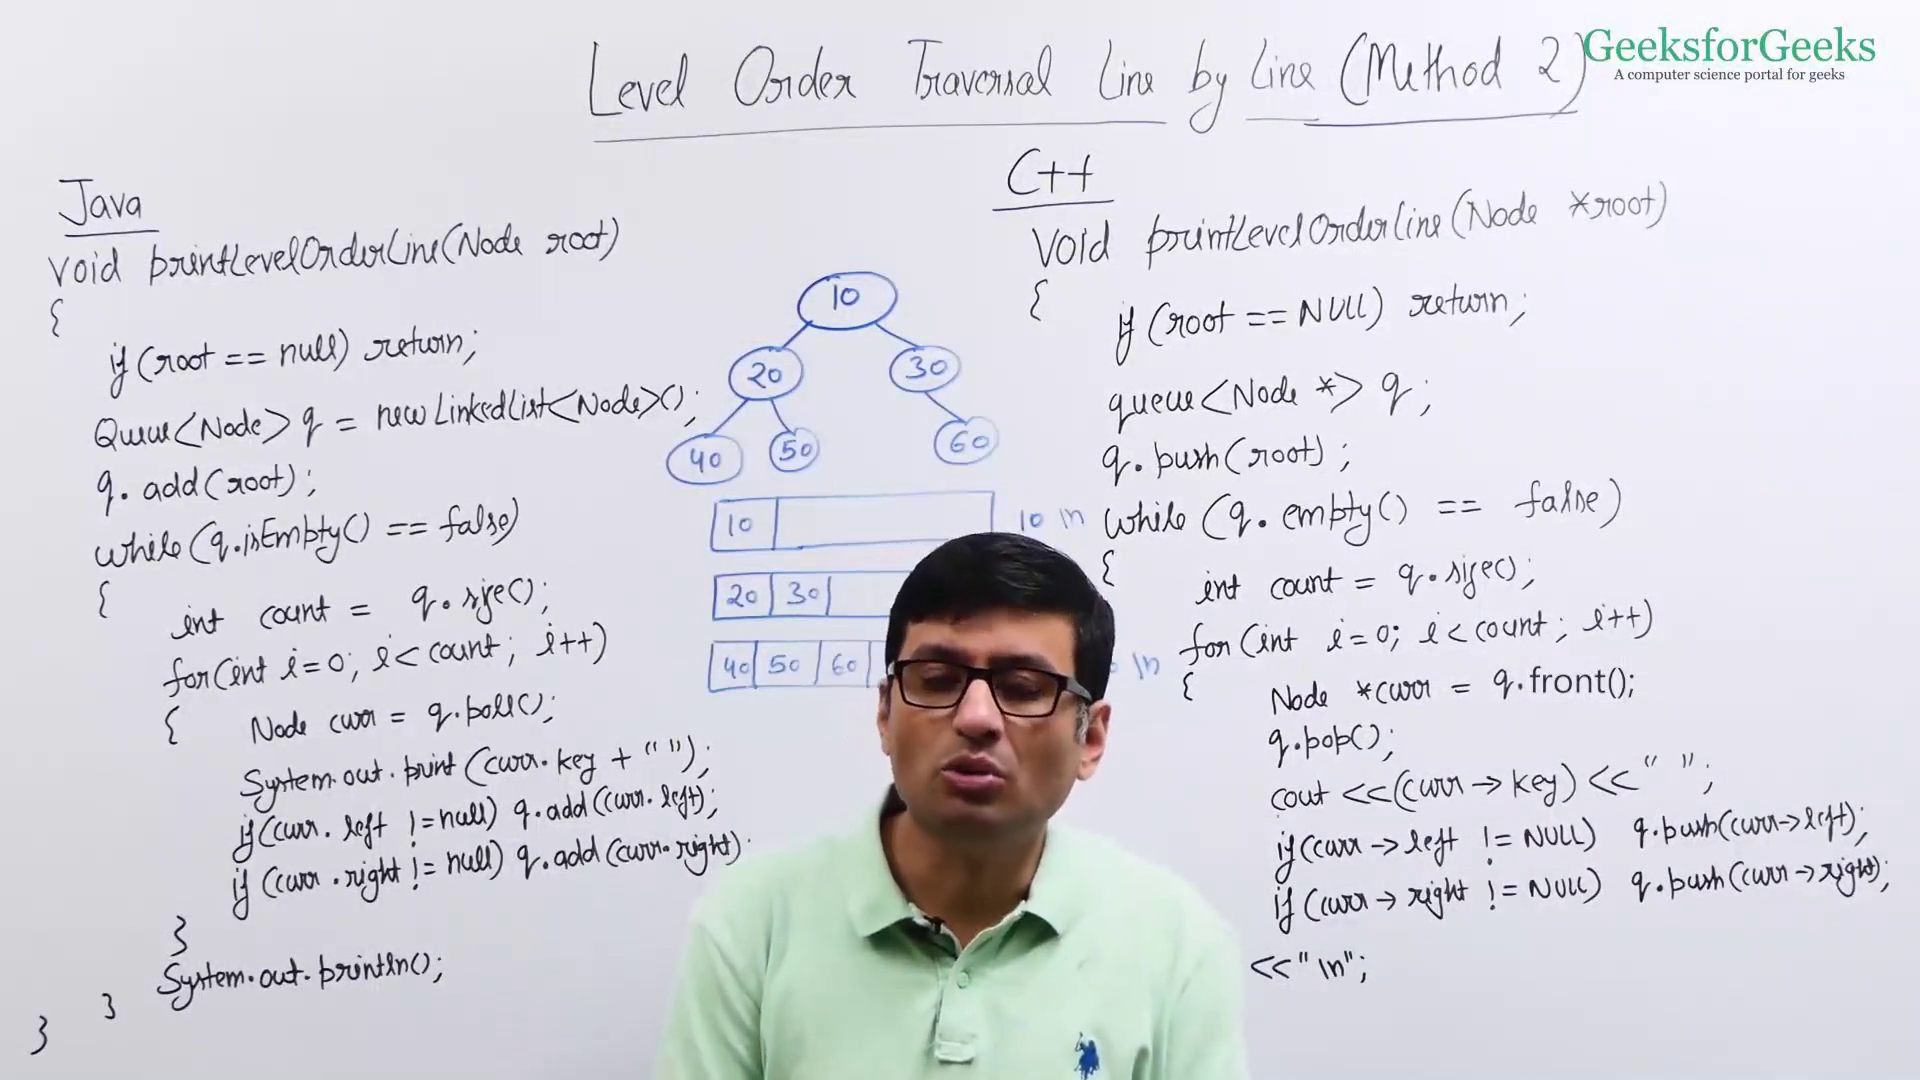 Level Order Traversal Line by Line (Method 2)
GeeksforGeeks
A computer science portal for geeks
Java
void printLevelOrderLine(Node root)
{
if(root == null) return;
Queue<Node> q = new LinkedList<Node>();
q.add(root);
while(q.isEmpty() == false)
{
int count = q.size();
for(int i=0; i<count; i++)
{ Node curr = q.poll();
System.out.print(curr.key + " ");
if(curr.left != null) q.add(curr.left);
if(curr.right != null) q.add(curr.right);
}
System.out.println();
}
}
10
20 30
40 50 60
10
20 30
40 50 60
10 \n
\n
C++
Void printLevelOrderLine(Node *root)
{
if(root == NULL) return;
queue<Node *> q;
q.push(root);
while(q.empty() == false)
{
int count = q.size();
for(int i=0; i<count; i++)
{
Node *curr = q.front();
q.pop();
cout <<(curr→key) <<" ";
if(curr→left != NULL) q.push(curr→left);
if(curr→right != NULL) q.push(curr→right);
<<"\n";